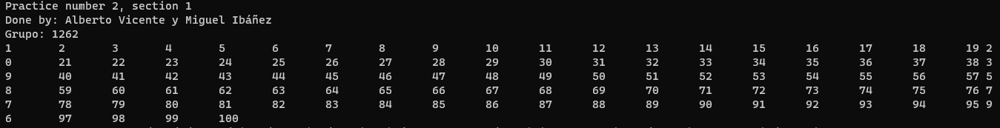 Practice number 2, section 1
Done by: Alberto Vicente y Miguel Ibáñez
Grupo: 1262
1 2 3 4 5 6 7 8 9 10 11 12 13 14 15 16 17 18 19 2
0 21 22 23 24 25 26 27 28 29 30 31 32 33 34 35 36 37 38 3
9 40 41 42 43 44 45 46 47 48 49 50 51 52 53 54 55 56 57 5
8 59 60 61 62 63 64 65 66 67 68 69 70 71 72 73 74 75 76 7
7 78 79 80 81 82 83 84 85 86 87 88 89 90 91 92 93 94 95 9
6 97 98 99 100